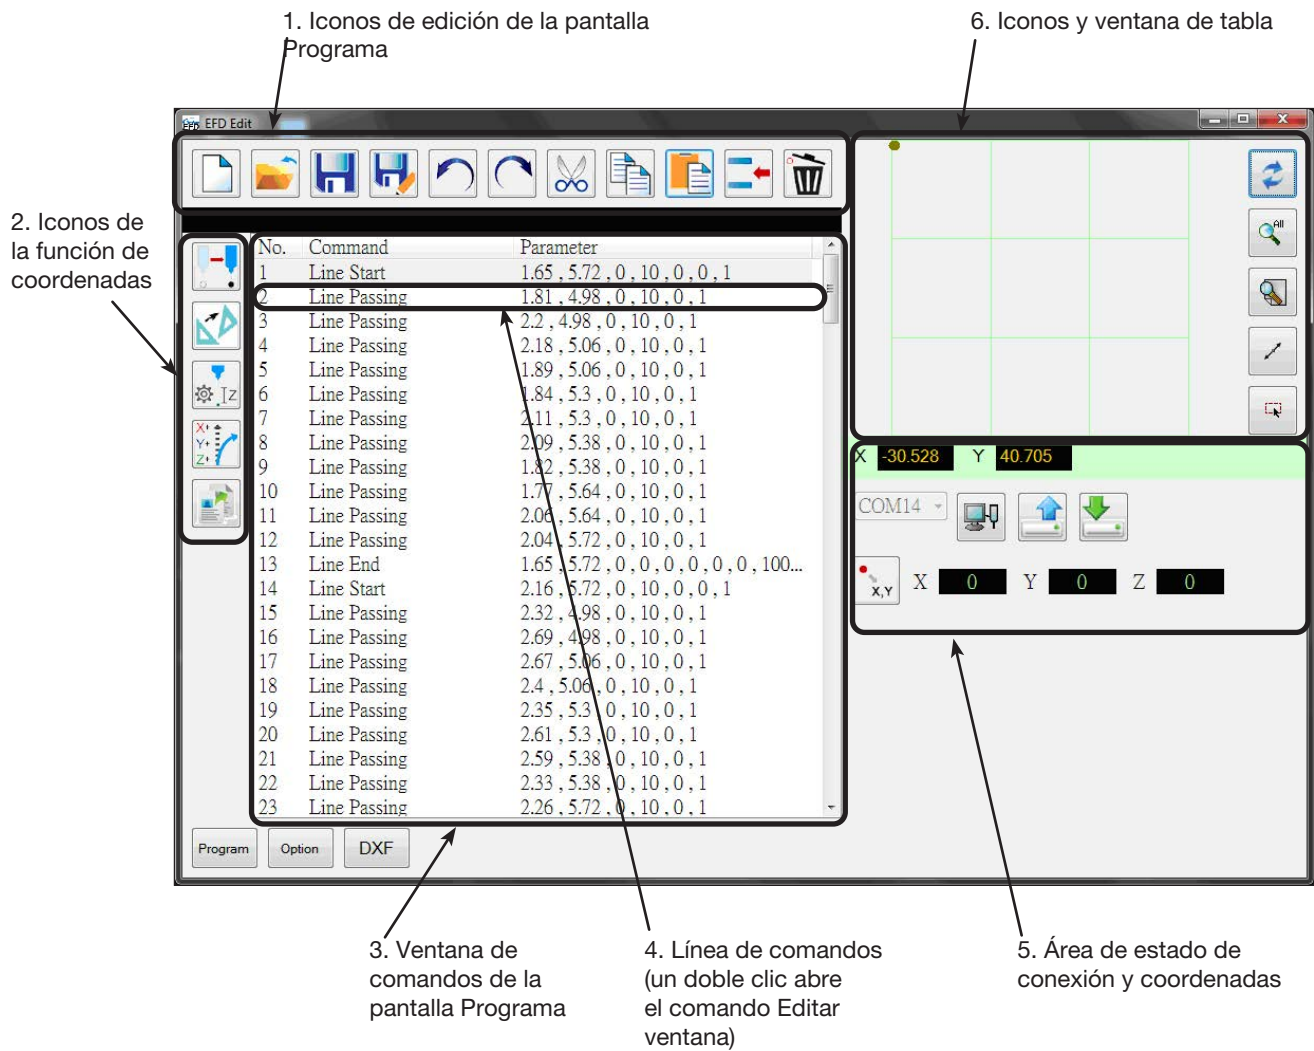 1. Iconos de edición de la pantalla
Programa
6. Iconos y ventana de tabla
EFD Edit
2. Iconos de
la función de
coordenadas
All
No. Command Parameter
1 Line Start 1.65 , 5.72 , 0 , 10 , 0 , 0 , 1
2 Line Passing 1.81 , 4.98 , 0 , 10 , 0 , 1
3 Line Passing 2.2 , 4.98 , 0 , 10 , 0 , 1
4 Line Passing 2.18 , 5.06 , 0 , 10 , 0 , 1
5 Line Passing 1.89 , 5.06 , 0 , 10 , 0 , 1
6 Line Passing 1.84 , 5.3 , 0 , 10 , 0 , 1
7 Line Passing 2.11 , 5.3 , 0 , 10 , 0 , 1
8 Line Passing 2.09 , 5.38 , 0 , 10 , 0 , 1
9 Line Passing 1.82 , 5.38 , 0 , 10 , 0 , 1
10 Line Passing 1.77 , 5.64 , 0 , 10 , 0 , 1
11 Line Passing 2.06 , 5.64 , 0 , 10 , 0 , 1
12 Line Passing 2.04 , 5.72 , 0 , 10 , 0 , 1
13 Line End 1.65 , 5.72 , 0 , 0 , 0 , 0 , 0 , 0 , 100...
14 Line Start 2.16 , 5.72 , 0 , 10 , 0 , 0 , 1
15 Line Passing 2.32 , 4.98 , 0 , 10 , 0 , 1
16 Line Passing 2.69 , 4.98 , 0 , 10 , 0 , 1
17 Line Passing 2.67 , 5.06 , 0 , 10 , 0 , 1
18 Line Passing 2.4 , 5.06 , 0 , 10 , 0 , 1
19 Line Passing 2.35 , 5.3 , 0 , 10 , 0 , 1
20 Line Passing 2.61 , 5.3 , 0 , 10 , 0 , 1
21 Line Passing 2.59 , 5.38 , 0 , 10 , 0 , 1
22 Line Passing 2.33 , 5.38 , 0 , 10 , 0 , 1
23 Line Passing 2.26 , 5.72 , 0 , 10 , 0 , 1
Z
X+
Y+
Z+
X -30.528 Y 40.705
COM14
X,Y X 0 Y 0 Z 0
Program Option DXF
3. Ventana de
comandos de la
pantalla Programa
4. Línea de comandos
(un doble clic abre
el comando Editar
ventana)
5. Área de estado de
conexión y coordenadas